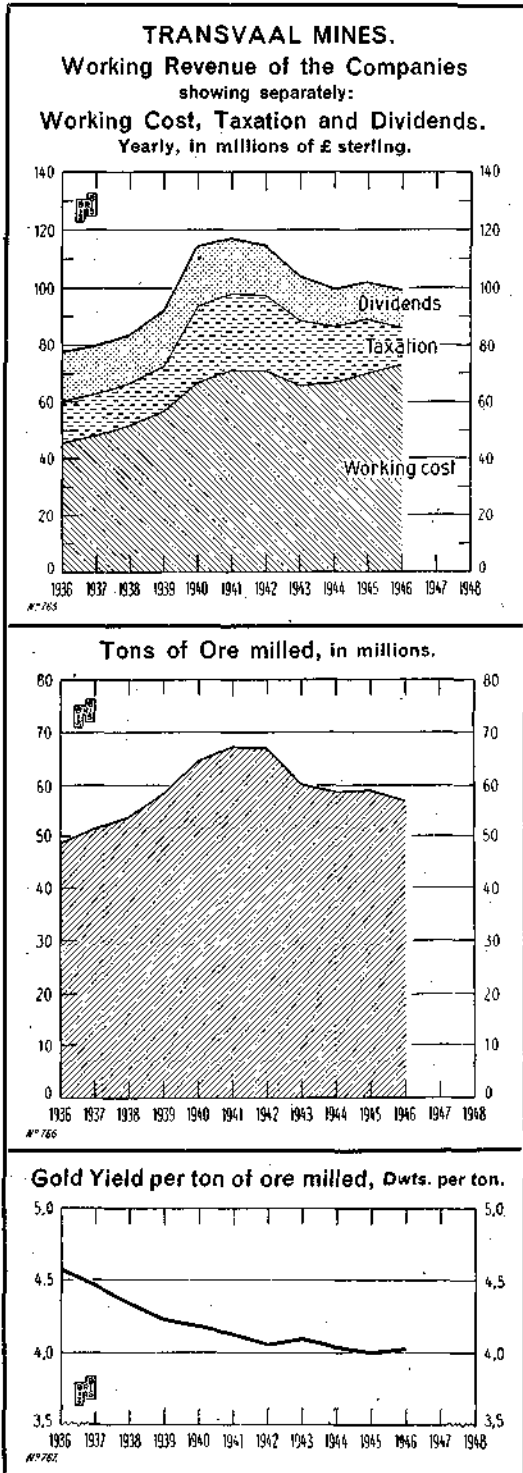 TRANSVAAL MINES.
Working Revenue of the Companies
showing separately:
Working Cost, Taxation and Dividends.
Yearly, in millions of £ sterling.
140 140
120 120
100 100
Dividends
Taxation
80 80
60 60
Working cost
40 40
20 20
0 0
1936 1937 1938 1939 1940 1941 1942 1943 1944 1945 1946 1947 1948
Tons of Ore milled, in millions.
80 80
70 70
60 60
50 50
40 40
30 30
20 20
10 10
0 0
1936 1937 1938 1939 1940 1941 1942 1943 1944 1945 1946 1947 1948
Nº 766
Gold Yield per ton of ore milled, Dwts. per ton.
5,0 5,0
4,5 4,5
4,0 4,0
3,5 3,5
1936 1937 1938 1939 1940 1941 1942 1943 1944 1945 1946 1947 1948